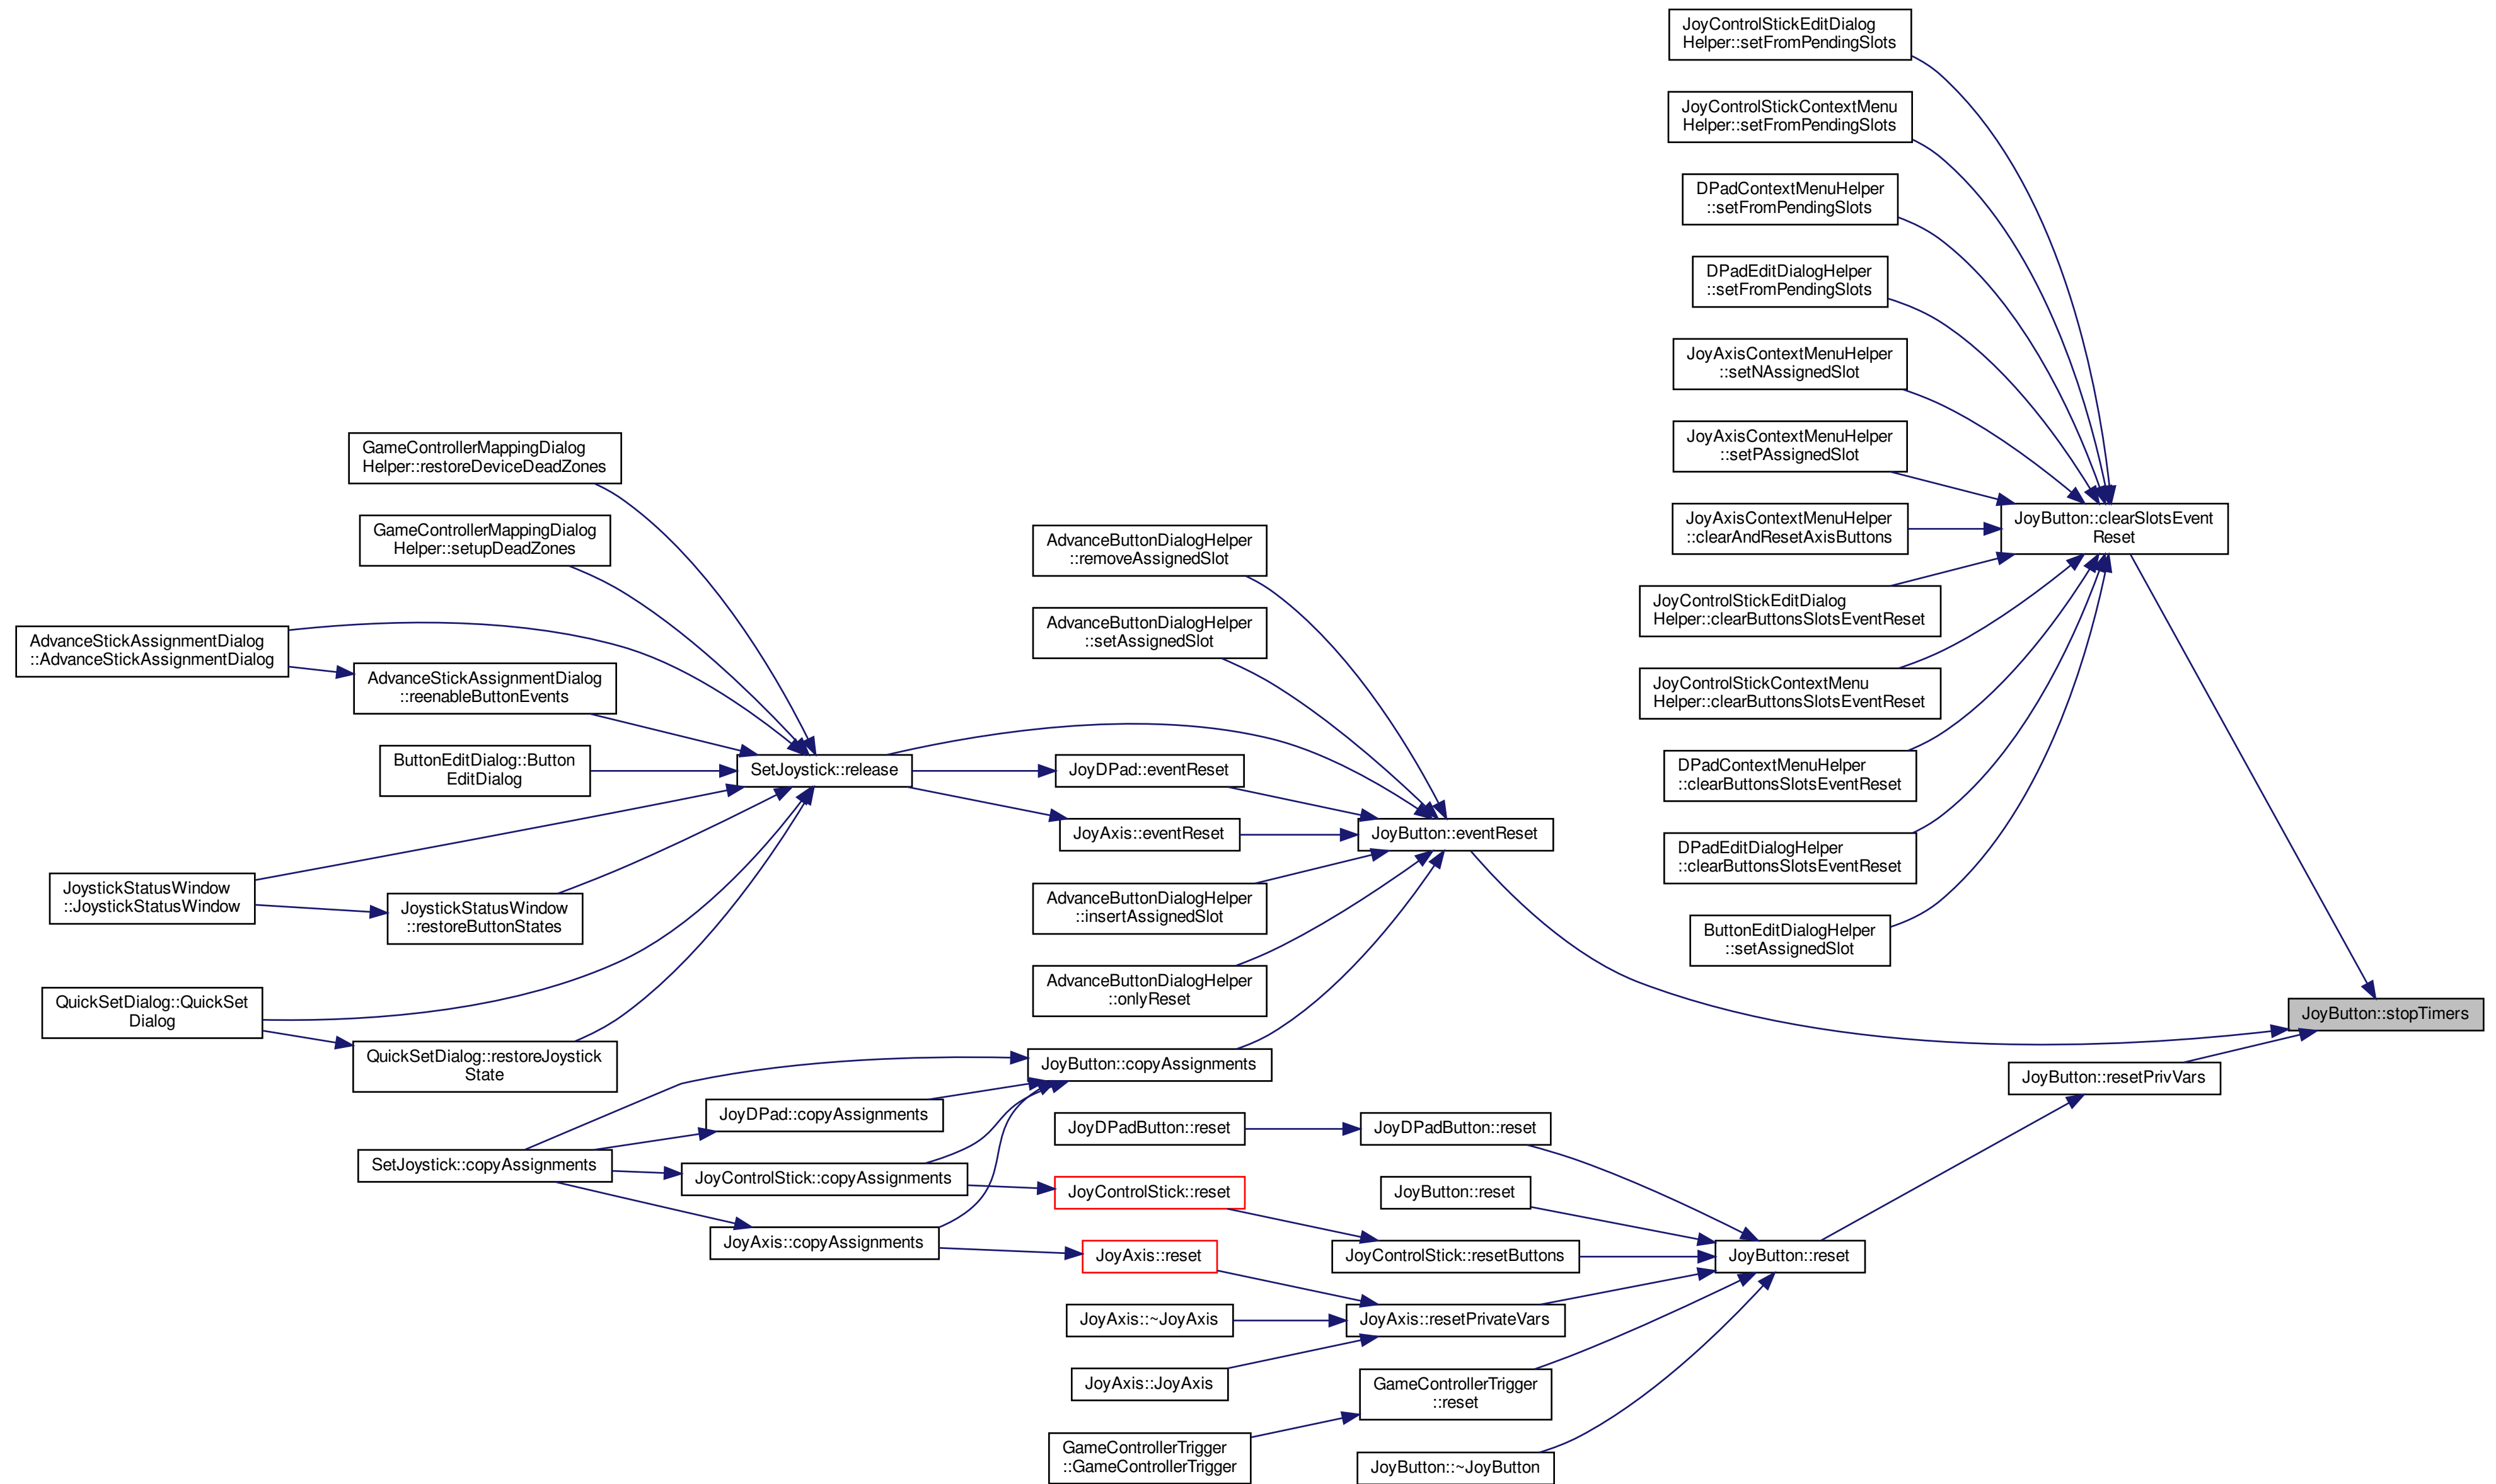 JoyControlStickEditDialog
Helper::setFromPendingSlots
JoyControlStickContextMenu
Helper::setFromPendingSlots
DPadContextMenuHelper
::setFromPendingSlots
DPadEditDialogHelper
::setFromPendingSlots
JoyAxisContextMenuHelper
::setNAssignedSlot
JoyAxisContextMenuHelper
::setPAssignedSlot
JoyAxisContextMenuHelper
::clearAndResetAxisButtons
JoyControlStickEditDialog
Helper::clearButtonsSlotsEventReset
JoyControlStickContextMenu
Helper::clearButtonsSlotsEventReset
DPadContextMenuHelper
::clearButtonsSlotsEventReset
DPadEditDialogHelper
::clearButtonsSlotsEventReset
ButtonEditDialogHelper
::setAssignedSlot
JoyButton::clearSlotsEvent
Reset
JoyButton::stopTimers
JoyButton::resetPrivVars
GameControllerMappingDialog
Helper::restoreDeviceDeadZones
GameControllerMappingDialog
Helper::setupDeadZones
AdvanceStickAssignmentDialog
::AdvanceStickAssignmentDialog
AdvanceStickAssignmentDialog
::reenableButtonEvents
ButtonEditDialog::Button
EditDialog
JoystickStatusWindow
::JoystickStatusWindow
JoystickStatusWindow
::restoreButtonStates
QuickSetDialog::QuickSet
Dialog
QuickSetDialog::restoreJoystick
State
SetJoystick::release
AdvanceButtonDialogHelper
::removeAssignedSlot
AdvanceButtonDialogHelper
::setAssignedSlot
JoyDPad::eventReset
JoyAxis::eventReset
AdvanceButtonDialogHelper
::insertAssignedSlot
AdvanceButtonDialogHelper
::onlyReset
JoyButton::eventReset
JoyButton::copyAssignments
JoyDPad::copyAssignments
SetJoystick::copyAssignments
JoyControlStick::copyAssignments
JoyAxis::copyAssignments
JoyDPadButton::reset
JoyDPadButton::reset
JoyControlStick::reset
JoyButton::reset
JoyAxis::reset
JoyControlStick::resetButtons
JoyButton::reset
JoyAxis::~JoyAxis
JoyAxis::resetPrivateVars
JoyAxis::JoyAxis
GameControllerTrigger
::reset
GameControllerTrigger
::GameControllerTrigger
JoyButton::~JoyButton